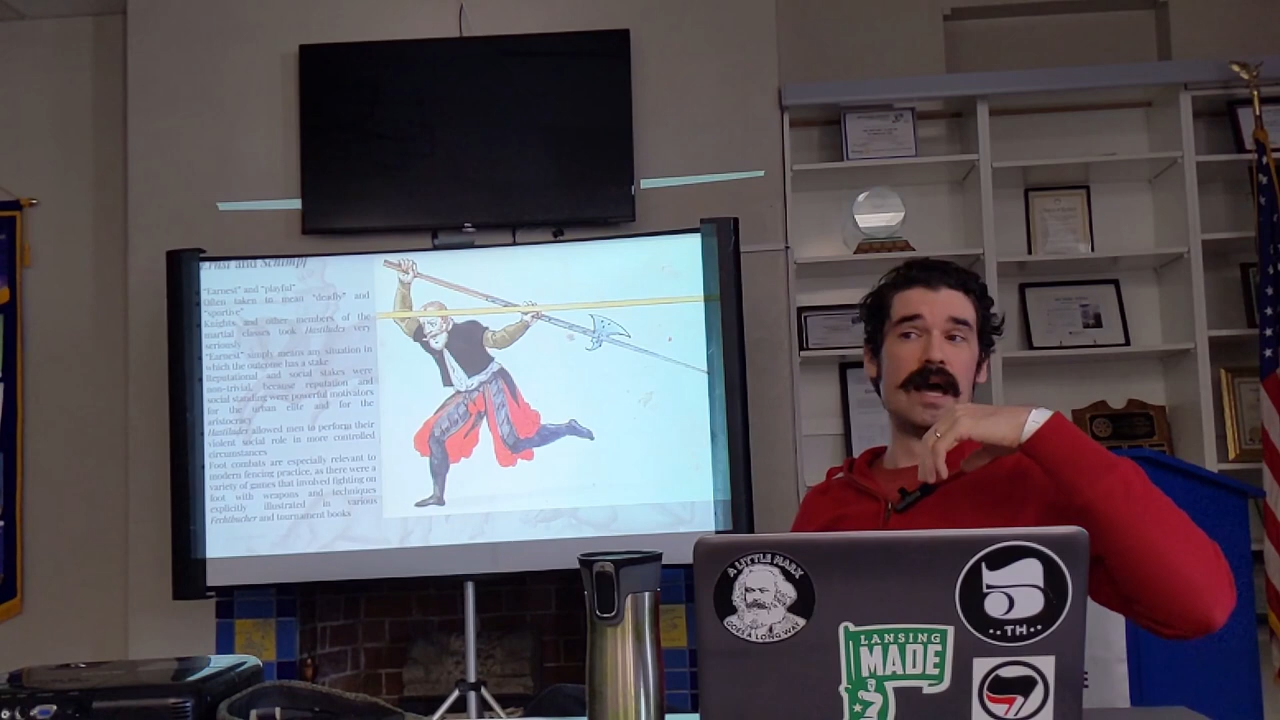 Ernst and Schimpf
"Earnest" and "playful"
Often taken to mean "deadly" and
"sportive"
Knights and other members of the
martial classes took Hastiludes very
seriously
"Earnest" simply means any situation in
which the outcome has a stake
Reputational and social stakes were
non-trivial, because reputation and
social standing were powerful motivators
for the urban elite and for the
aristocracy
Hastiludes allowed men to perform their
violent social role in more controlled
circumstances
Foot combats are especially relevant to
modern fencing practice, as there were a
variety of games that involved fighting on
foot with weapons and techniques
explicitly illustrated in various
Fechtbucher and tournament books
A LITTLE MARX
GOES A LONG WAY
LANSING
MADE
5
TH